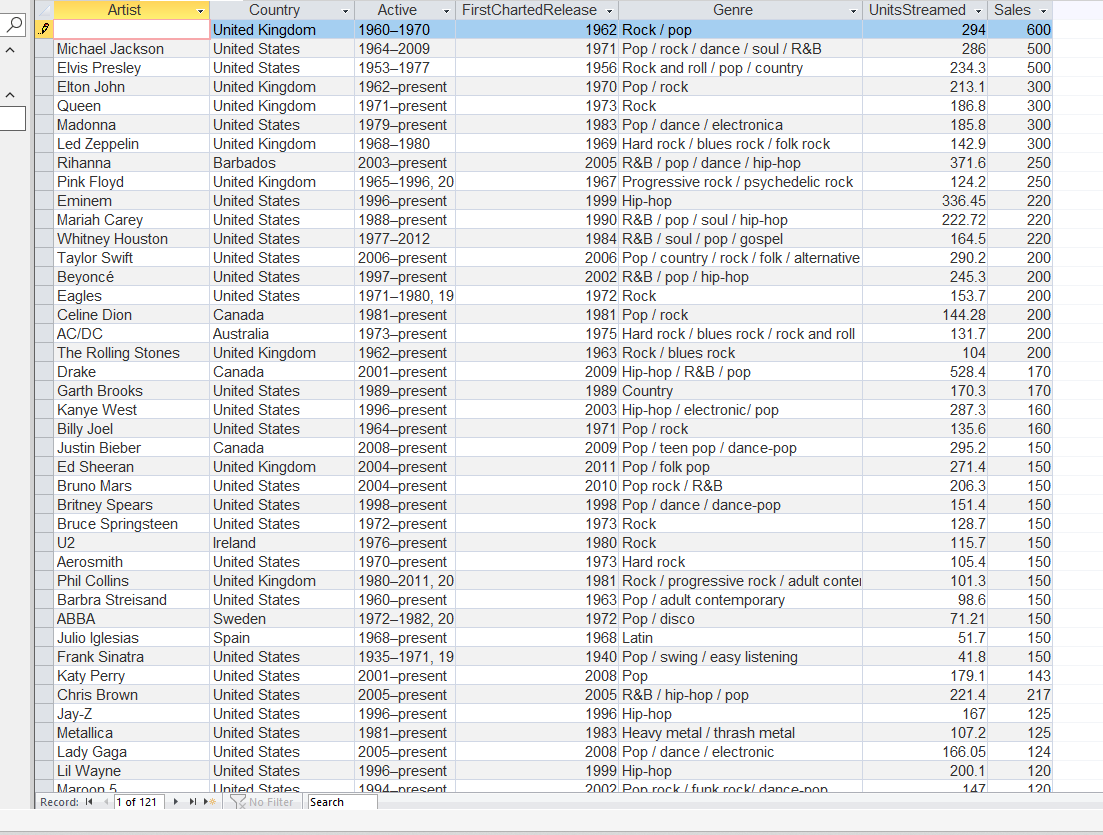 Artist Country Active FirstChartedRelease Genre UnitsStreamed Sales
United Kingdom 1960–1970 1962 Rock / pop 294 600
Michael Jackson United States 1964–2009 1971 Pop / rock / dance / soul / R&B 286 500
Elvis Presley United States 1953–1977 1956 Rock and roll / pop / country 234.3 500
Elton John United Kingdom 1962–present 1970 Pop / rock 213.1 300
Queen United Kingdom 1971–present 1973 Rock 186.8 300
Madonna United States 1979–present 1983 Pop / dance / electronica 185.8 300
Led Zeppelin United Kingdom 1968–1980 1969 Hard rock / blues rock / folk rock 142.9 300
Rihanna Barbados 2003–present 2005 R&B / pop / dance / hip-hop 371.6 250
Pink Floyd United Kingdom 1965–1996, 20 1967 Progressive rock / psychedelic rock 124.2 250
Eminem United States 1996–present 1999 Hip-hop 336.45 220
Mariah Carey United States 1988–present 1990 R&B / pop / soul / hip-hop 222.72 220
Whitney Houston United States 1977–2012 1984 R&B / soul / pop / gospel 164.5 220
Taylor Swift United States 2006–present 2006 Pop / country / rock / folk / alternative 290.2 200
Beyoncé United States 1997–present 2002 R&B / pop / hip-hop 245.3 200
Eagles United States 1971–1980, 19 1972 Rock 153.7 200
Celine Dion Canada 1981–present 1981 Pop / rock 144.28 200
AC/DC Australia 1973–present 1975 Hard rock / blues rock / rock and roll 131.7 200
The Rolling Stones United Kingdom 1962–present 1963 Rock / blues rock 104 200
Drake Canada 2001–present 2009 Hip-hop / R&B / pop 528.4 170
Garth Brooks United States 1989–present 1989 Country 170.3 170
Kanye West United States 1996–present 2003 Hip-hop / electronic/ pop 287.3 160
Billy Joel United States 1964–present 1971 Pop / rock 135.6 160
Justin Bieber Canada 2008–present 2009 Pop / teen pop / dance-pop 295.2 150
Ed Sheeran United Kingdom 2004–present 2011 Pop / folk pop 271.4 150
Bruno Mars United States 2004–present 2010 Pop rock / R&B 206.3 150
Britney Spears United States 1998–present 1998 Pop / dance / dance-pop 151.4 150
Bruce Springsteen United States 1972–present 1973 Rock 128.7 150
U2 Ireland 1976–present 1980 Rock 115.7 150
Aerosmith United States 1970–present 1973 Hard rock 105.4 150
Phil Collins United Kingdom 1980–2011, 20 1981 Rock / progressive rock / adult conter 101.3 150
Barbra Streisand United States 1960–present 1963 Pop / adult contemporary 98.6 150
ABBA Sweden 1972–1982, 20 1972 Pop / disco 71.21 150
Julio Iglesias Spain 1968–present 1968 Latin 51.7 150
Frank Sinatra United States 1935–1971, 19 1940 Pop / swing / easy listening 41.8 150
Katy Perry United States 2001–present 2008 Pop 179.1 143
Chris Brown United States 2005–present 2005 R&B / hip-hop / pop 221.4 217
Jay-Z United States 1996–present 1996 Hip-hop 167 125
Metallica United States 1981–present 1983 Heavy metal / thrash metal 107.2 125
Lady Gaga United States 2005–present 2008 Pop / dance / electronic 166.05 124
Lil Wayne United States 1996–present 1999 Hip-hop 200.1 120
Maroon 5 United States 1994–present 2002 Pop rock / funk rock/ dance-pop 147 120
Record: 1 of 121 No Filter Search